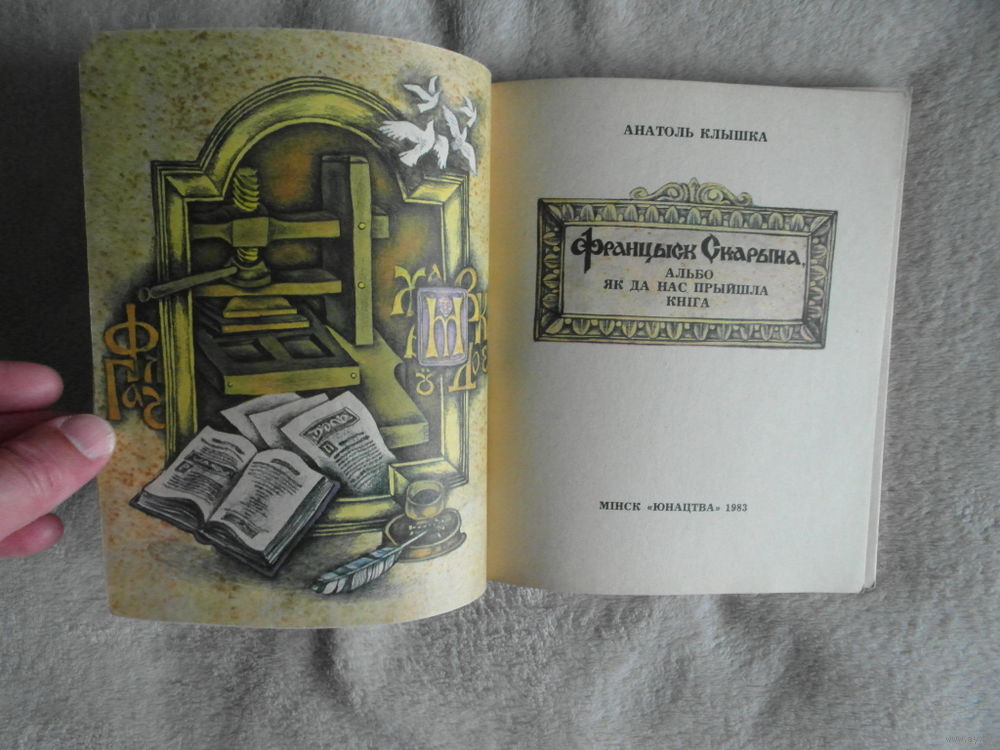 АНАТОЛЬ КЛЫШКА
Францыск Скарына,
АЛЬБО
ЯК ДА НАС ПРЫЙШЛА
КНІГА
МІНСК «ЮНАЦТВА» 1983